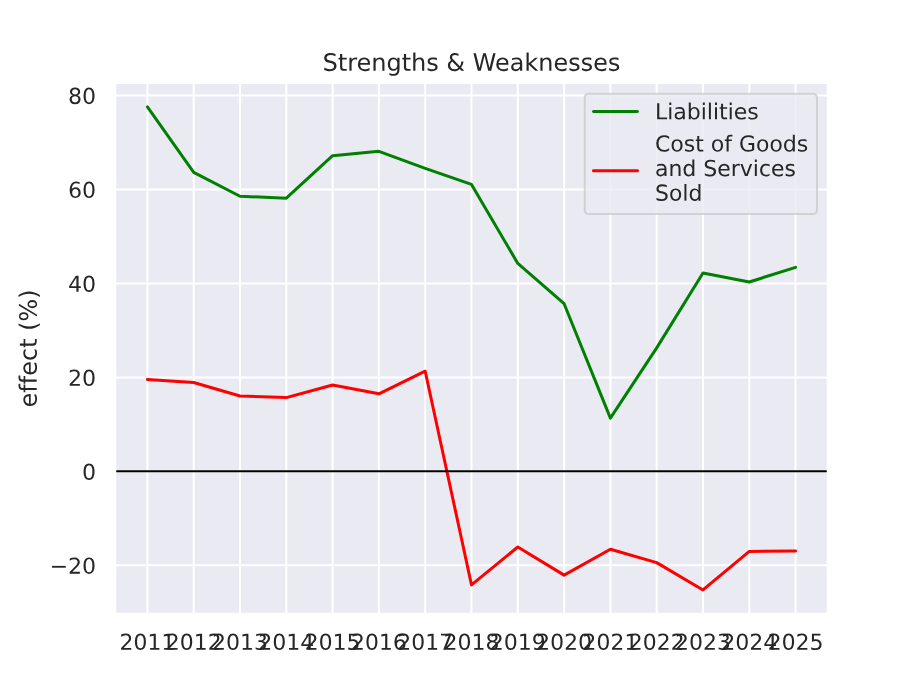 Strengths & Weaknesses
Liabilities
Cost of Goods
and Services
Sold
effect (%)
80
60
40
20
0
−20
2011 2012 2013 2014 2015 2016 2017 2018 2019 2020 2021 2022 2023 2024 2025